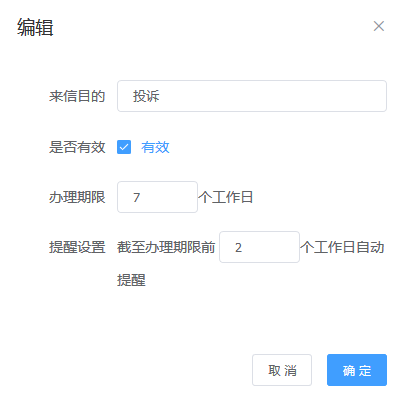 编辑
来信目的 投诉
是否有效 有效
办理期限 7 个工作日
提醒设置 截至办理期限前 2 个工作日自动
提醒
取消 确定